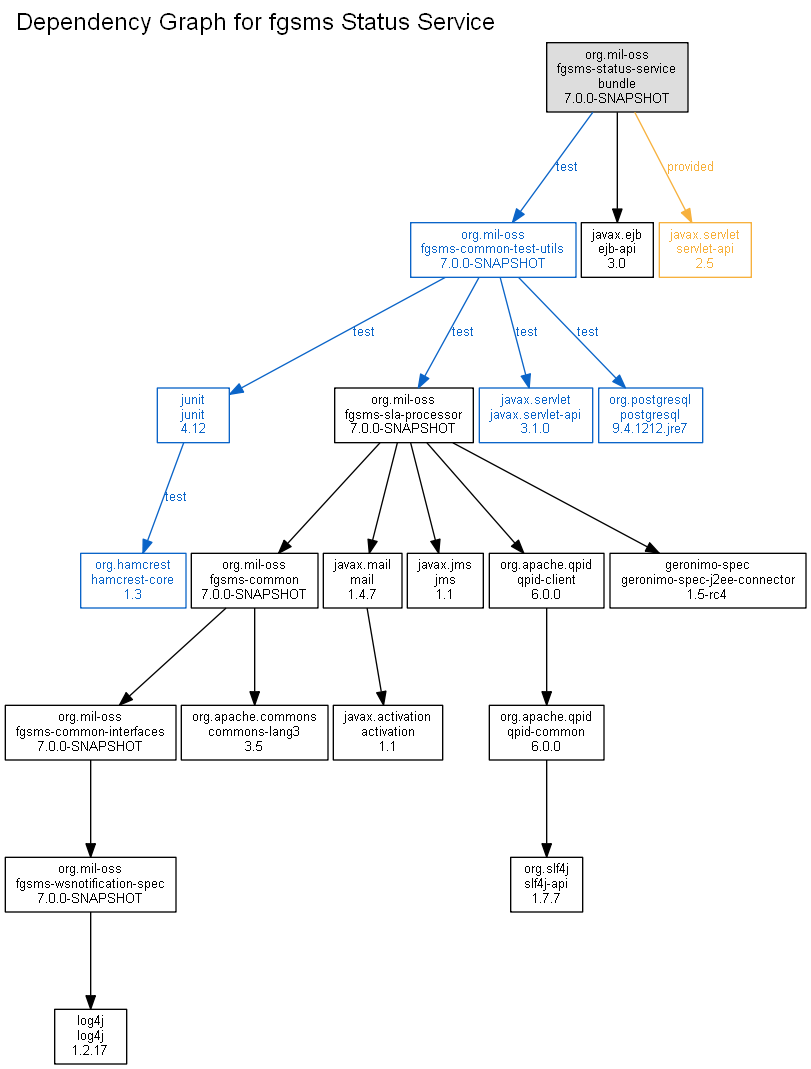 Dependency Graph for fgsms Status Service
org.mil-oss
fgsms-status-service
bundle
7.0.0-SNAPSHOT
test
provided
org.mil-oss
fgsms-common-test-utils
7.0.0-SNAPSHOT
javax.ejb
ejb-api
3.0
javax.servlet
servlet-api
2.5
test
test
test
test
junit
junit
4.12
org.mil-oss
fgsms-sla-processor
7.0.0-SNAPSHOT
javax.servlet
javax.servlet-api
3.1.0
org.postgresql
postgresql
9.4.1212.jre7
test
org.hamcrest
hamcrest-core
1.3
org.mil-oss
fgsms-common
7.0.0-SNAPSHOT
javax.mail
mail
1.4.7
javax.jms
jms
1.1
org.apache.qpid
qpid-client
6.0.0
geronimo-spec
geronimo-spec-j2ee-connector
1.5-rc4
org.mil-oss
fgsms-common-interfaces
7.0.0-SNAPSHOT
org.apache.commons
commons-lang3
3.5
javax.activation
activation
1.1
org.apache.qpid
qpid-common
6.0.0
org.mil-oss
fgsms-wsnotification-spec
7.0.0-SNAPSHOT
org.slf4j
slf4j-api
1.7.7
log4j
log4j
1.2.17